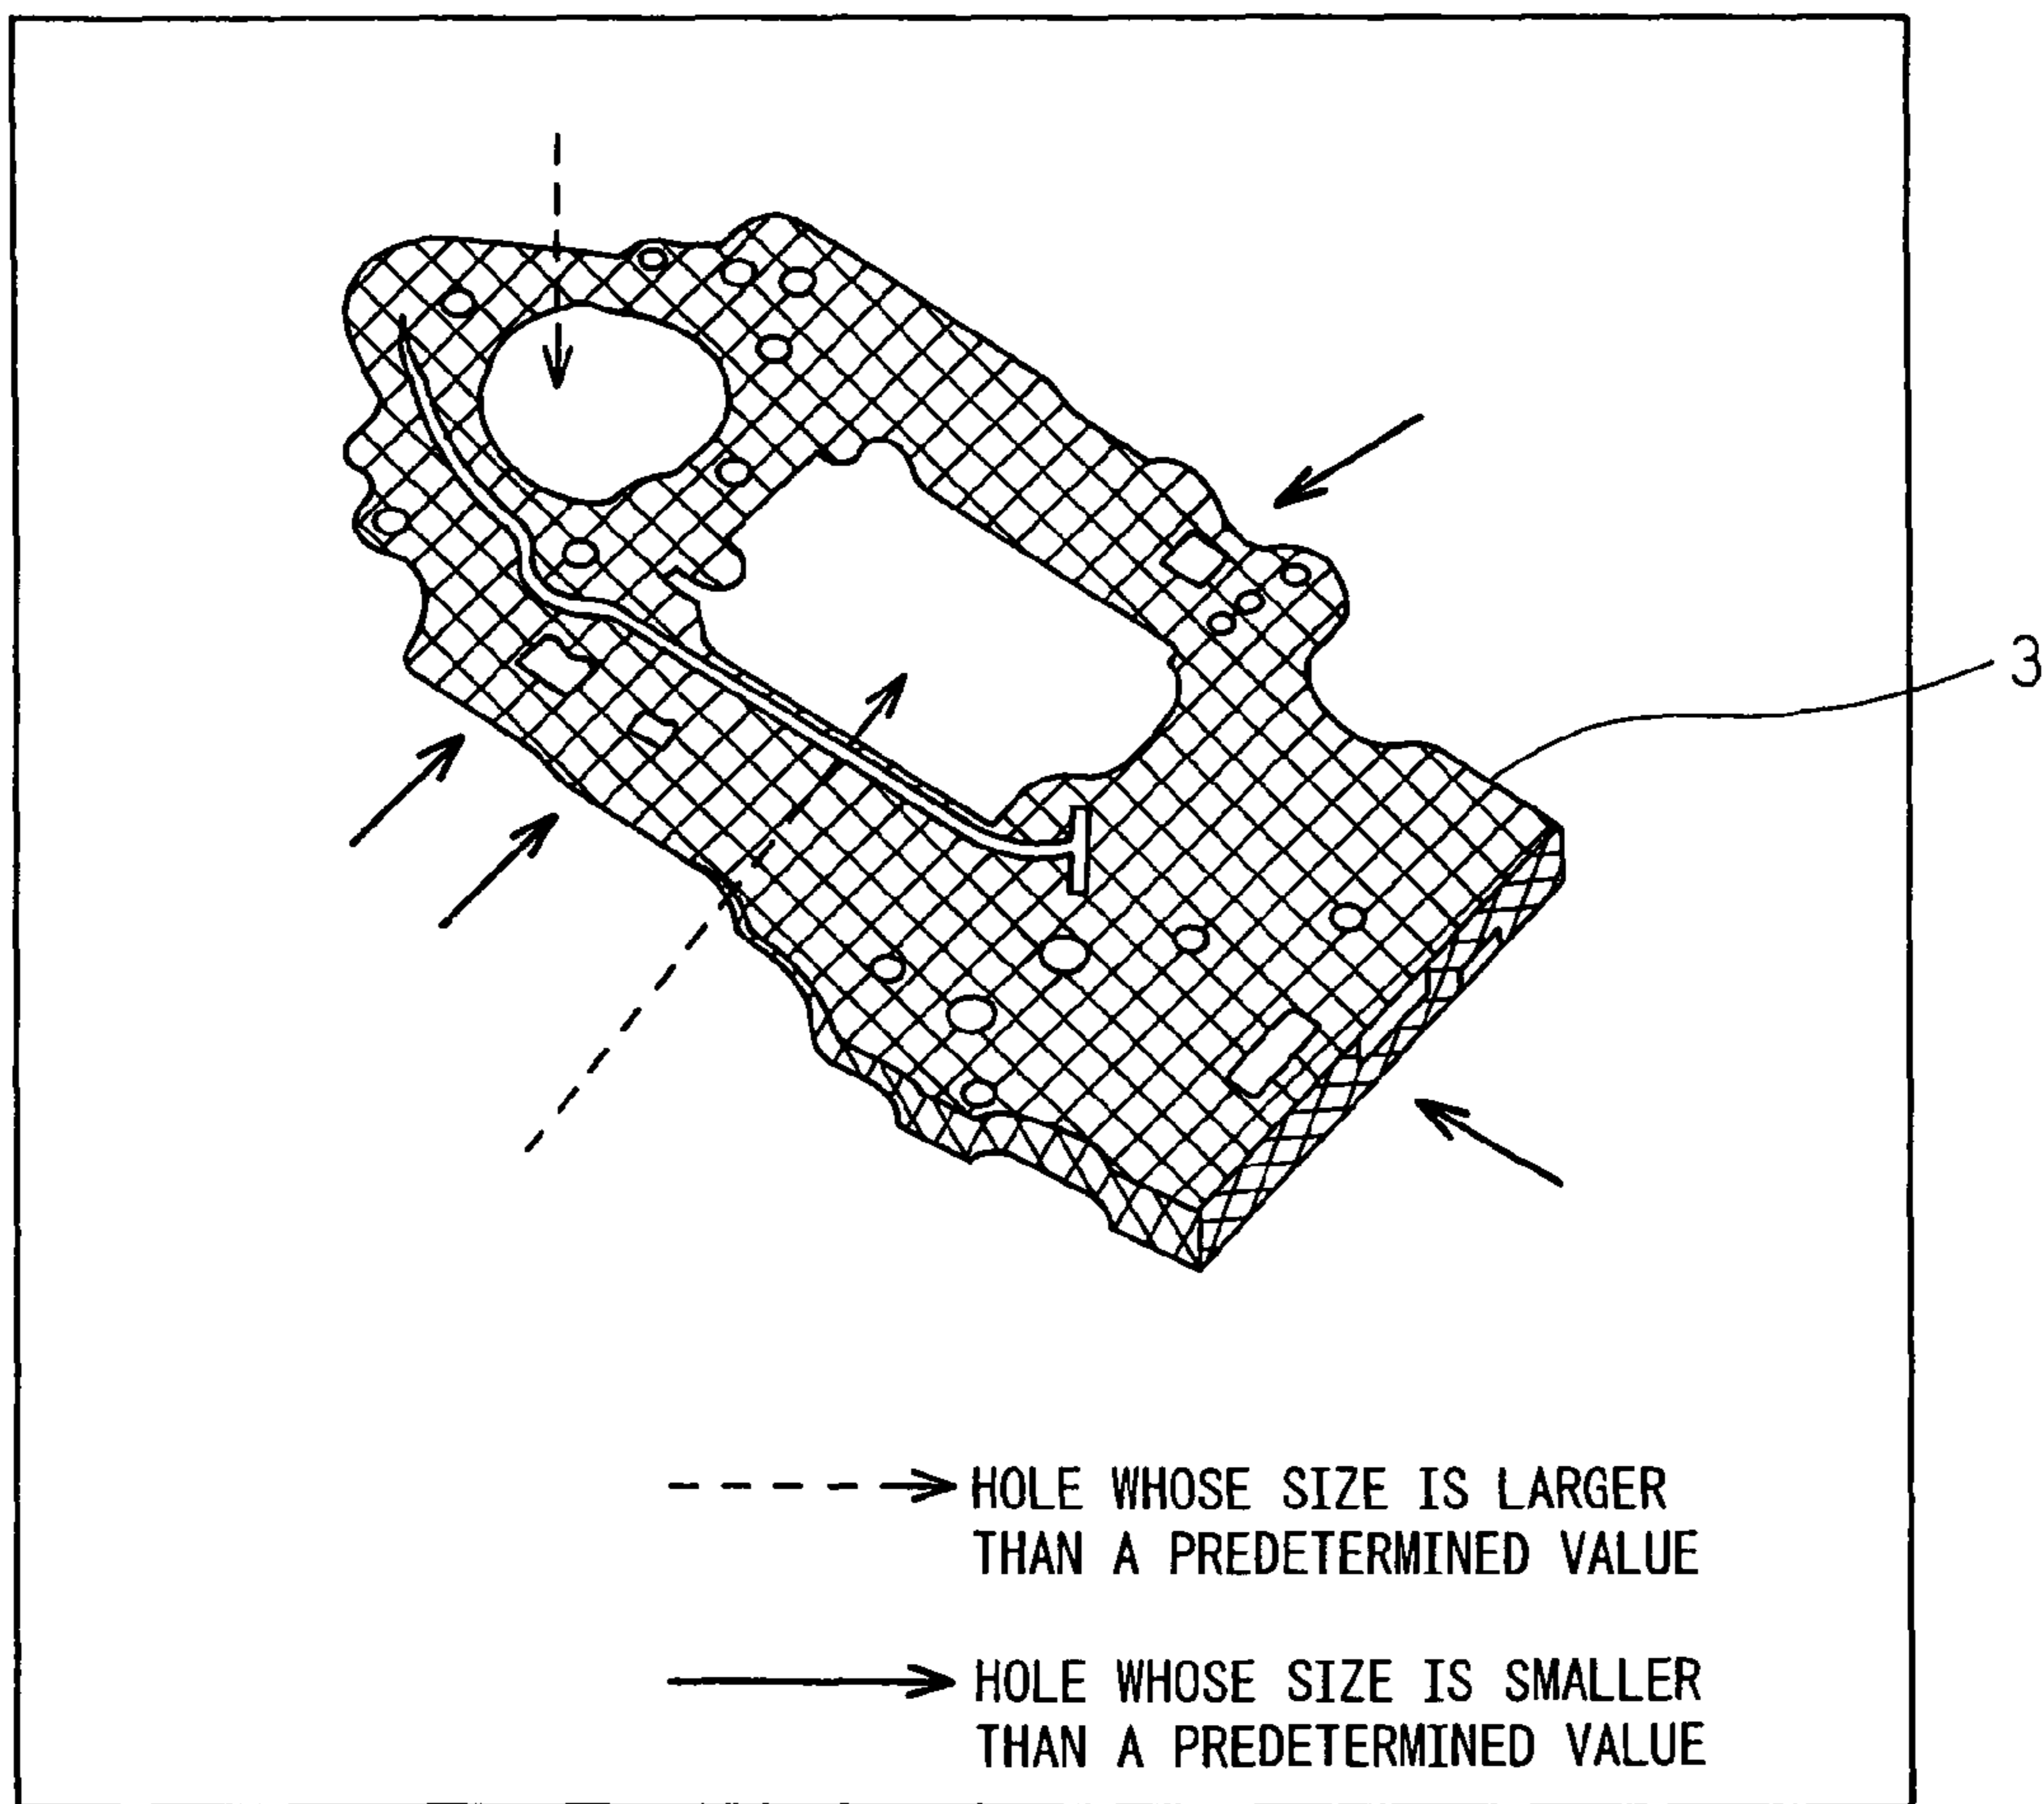 3
HOLE WHOSE SIZE IS LARGER
THAN A PREDETERMINED VALUE
HOLE WHOSE SIZE IS SMALLER
THAN A PREDETERMINED VALUE